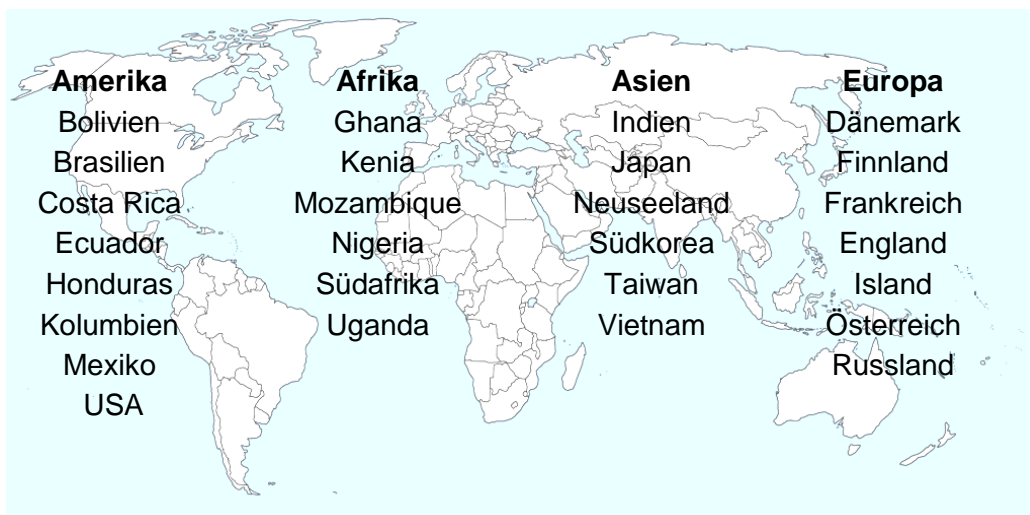 Amerika
Bolivien
Brasilien
Costa Rica
Ecuador
Honduras
Kolumbien
Mexiko
USA
Afrika
Ghana
Kenia
Mozambique
Nigeria
Südafrika
Uganda
Asien
Indien
Japan
Neuseeland
Südkorea
Taiwan
Vietnam
Europa
Dänemark
Finnland
Frankreich
England
Island
Österreich
Russland